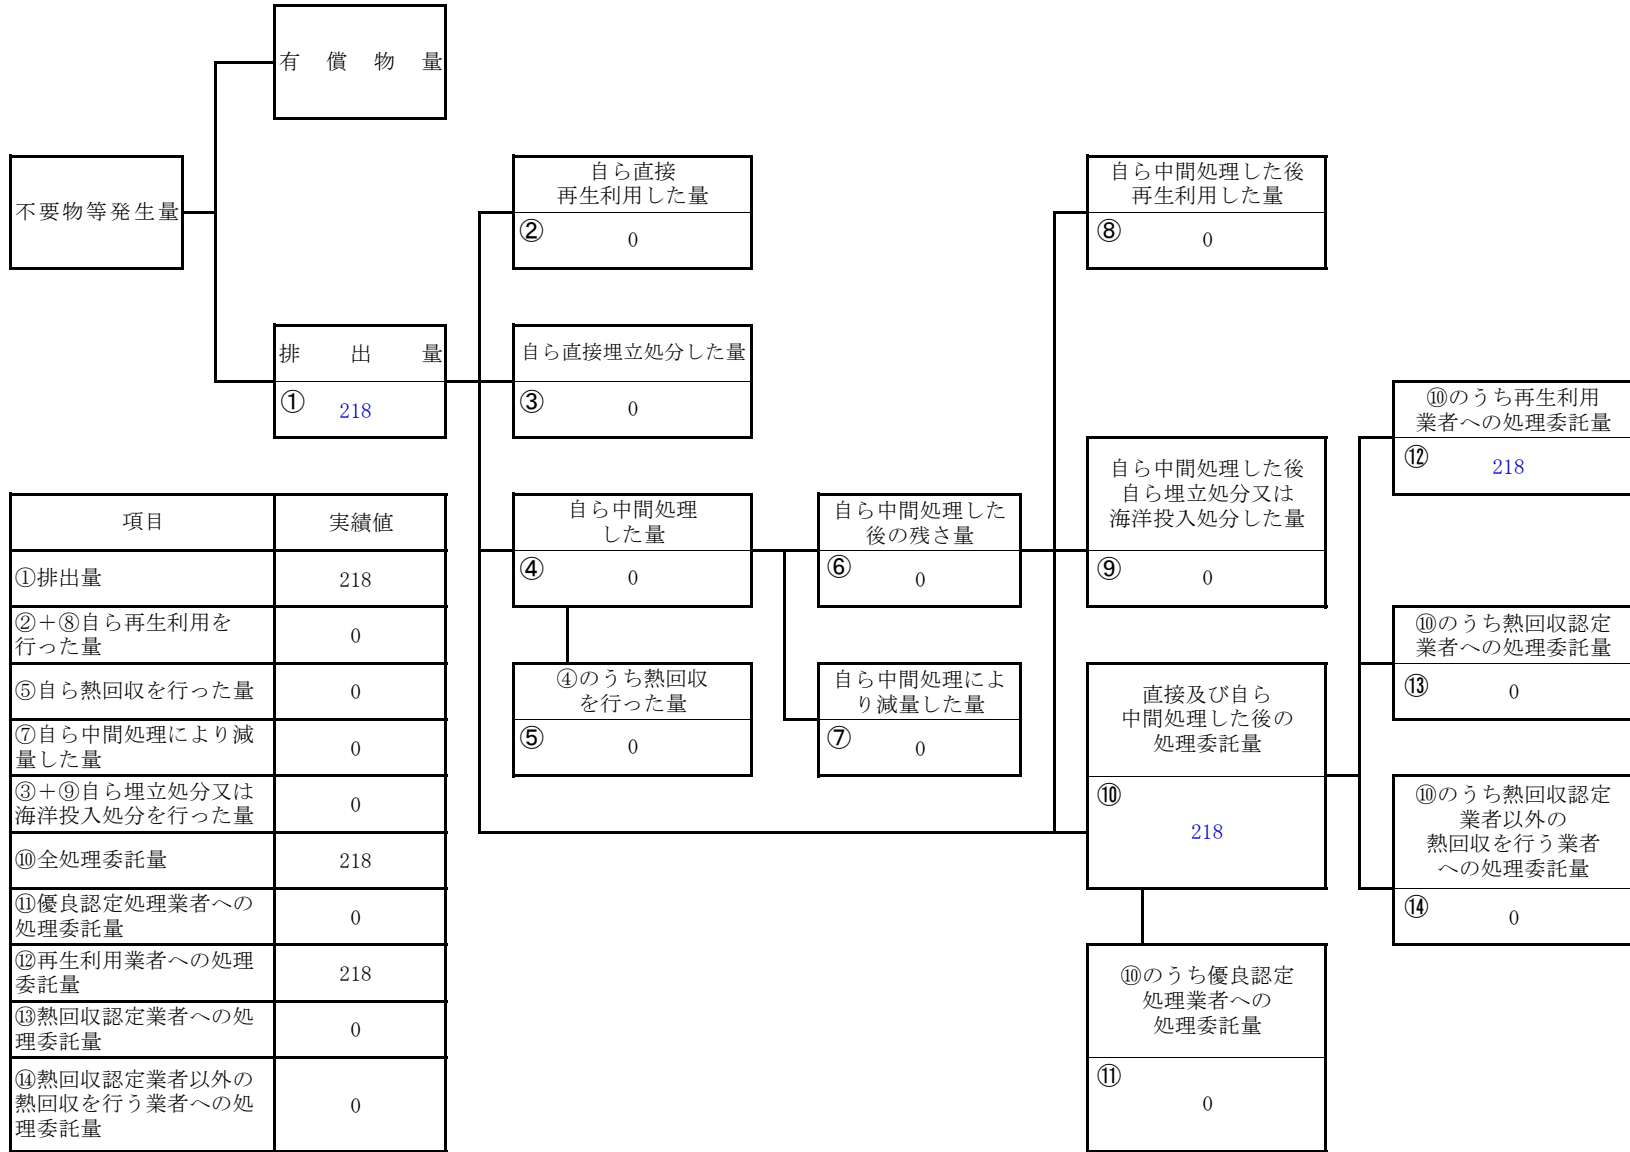 有償物量
不要物等発生量
自ら直接
再生利用した量
② 0
自ら中間処理した後
再生利用した量
⑧ 0
排出量
① 218
自ら直接埋立処分した量
③ 0
⑩のうち再生利用
業者への処理委託量
⑫ 218
自ら中間処理した後
自ら埋立処分又は
海洋投入処分した量
⑨ 0
自ら中間処理
した量
④ 0
自ら中間処理した
後の残さ量
⑥ 0
④のうち熱回収
を行った量
⑤ 0
自ら中間処理によ
り減量した量
⑦ 0
直接及び自ら
中間処理した後の
処理委託量
⑩
218
⑩のうち熱回収認定
業者への処理委託量
⑬ 0
⑩のうち熱回収認定
業者以外の
熱回収を行う業者
への処理委託量
⑭ 0
⑩のうち優良認定
処理業者への
処理委託量
⑪
0
項目 実績値
①排出量 218
②+⑧自ら再生利用を
行った量 0
⑤自ら熱回収を行った量 0
⑦自ら中間処理により減
量した量 0
③+⑨自ら埋立処分又は
海洋投入処分を行った量 0
⑩全処理委託量 218
⑪優良認定処理業者への
処理委託量 0
⑫再生利用業者への処理
委託量 218
⑬熱回収認定業者への処
理委託量 0
⑭熱回収認定業者以外の
熱回収を行う業者への処
理委託量 0